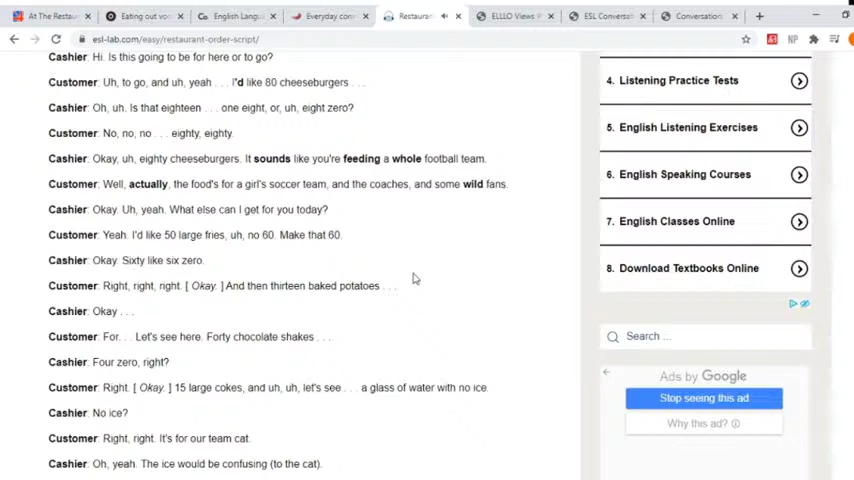 At The Resta
Eating out voc
English Langu
Everyday con
Restauran
ELLLO Views
ESL Conversat
Conversation
esl-lab.com/easy/restaurant-order-script/
Cashier: Hi. Is this going to be for here or to go?
Customer: Uh, to go, and uh, yeah . . . I'd like 80 cheeseburgers . . .
Cashier: Oh, uh. Is that eighteen . . . one eight, or, uh, eight zero?
Customer: No, no, no . . . eighty, eighty.
Cashier: Okay, uh, eighty cheeseburgers. It sounds like you're feeding a whole football team.
Customer: Well, actually, the food's for a girl's soccer team, and the coaches, and some wild fans.
Cashier: Okay. Uh, yeah. What else can I get for you today?
Customer: Yeah. I'd like 50 large fries, uh, no 60. Make that 60.
Cashier: Okay. Sixty like six zero.
Customer: Right, right, right. [ Okay. ] And then thirteen baked potatoes . . .
Cashier: Okay . . .
Customer: For. . . Let's see here. Forty chocolate shakes . . .
Cashier: Four zero, right?
Customer: Right. [ Okay. ] 15 large cokes, and uh, uh, let's see . . . a glass of water with no ice.
Cashier: No ice?
Customer: Right, right. It's for our team cat.
Cashier: Oh, yeah. The ice would be confusing (to the cat).
4. Listening Practice Tests
5. English Listening Exercises
6. English Speaking Courses
7. English Classes Online
8. Download Textbooks Online
Search ...
Ads by Google
Stop seeing this ad
Why this ad?